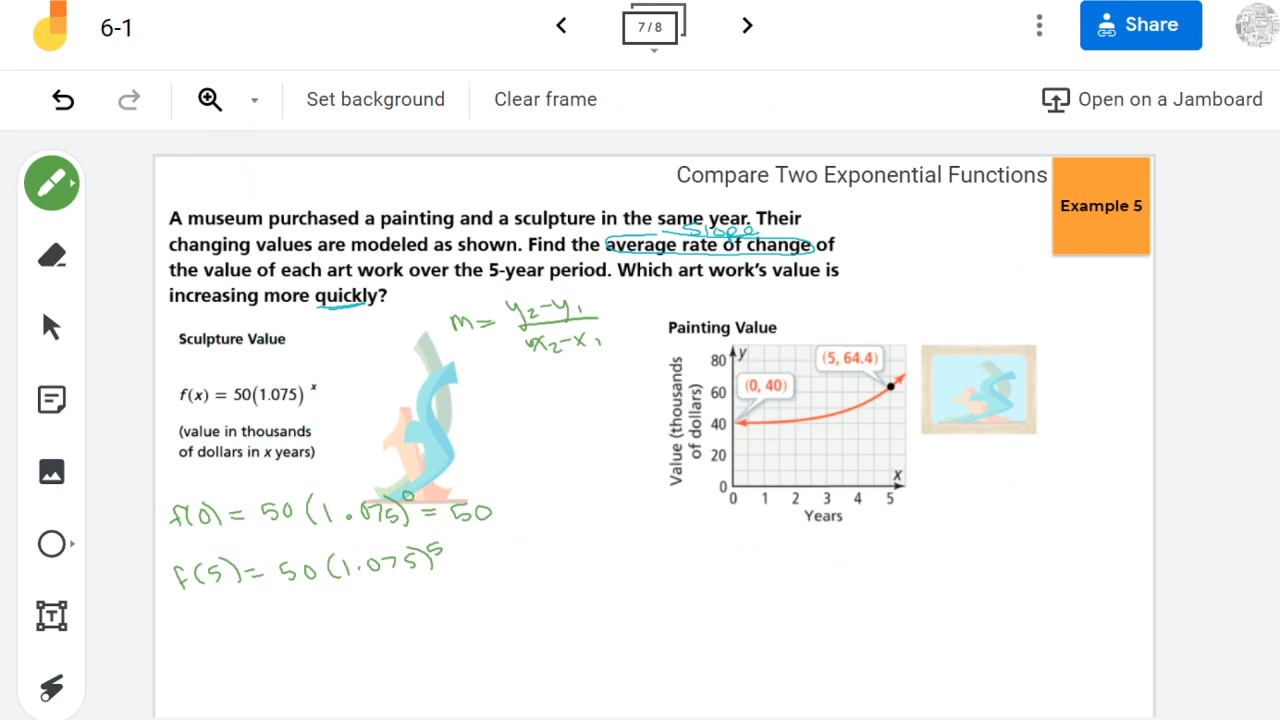 6-1
7 / 8
Share
Set background
Clear frame
Open on a Jamboard
Compare Two Exponential Functions
Example 5
A museum purchased a painting and a sculpture in the same year. Their
slope
changing values are modeled as shown. Find the average rate of change of
the value of each art work over the 5-year period. Which art work's value is
increasing more quickly?
m = y₂-y₁
x₂-x₁
Sculpture Value
f(x) = 50(1.075)ˣ
(value in thousands
of dollars in x years)
f(0) = 50(1.075)⁰ = 50
f(5) = 50(1.075)⁵
Painting Value
Value (thousands
of dollars)
80
60
40
20
0
y
(0, 40)
(5, 64.4)
x
0 1 2 3 4 5
Years
T